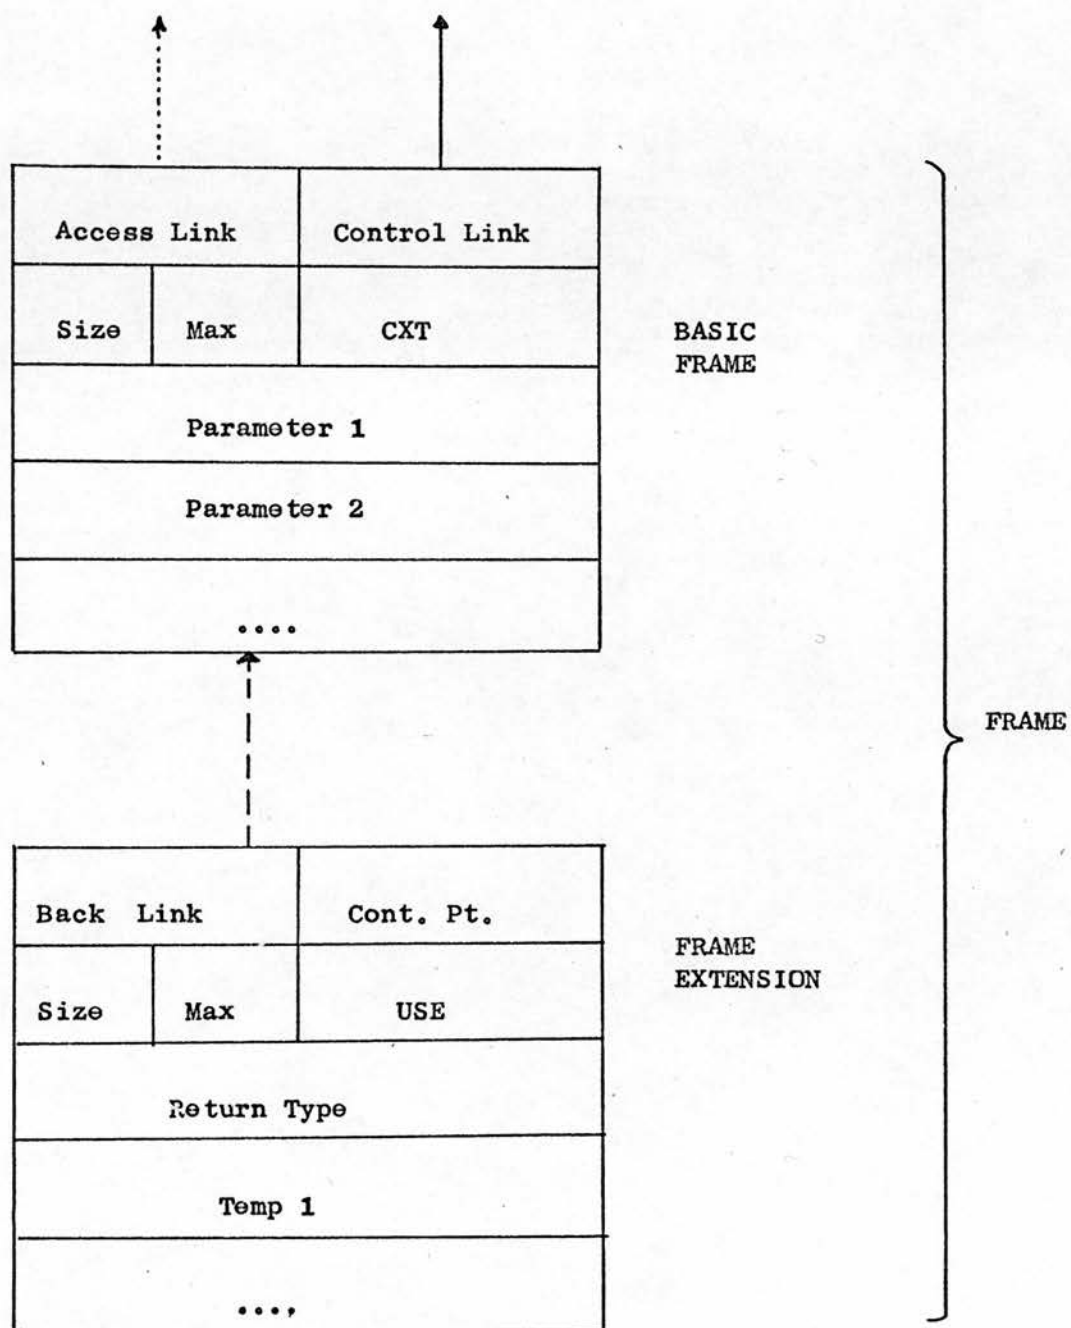 Access Link Control Link
Size Max CXT
BASIC
FRAME
Parameter 1
Parameter 2
....
FRAME
Back Link Cont. Pt.
Size Max USE
FRAME
EXTENSION
Return Type
Temp 1
....